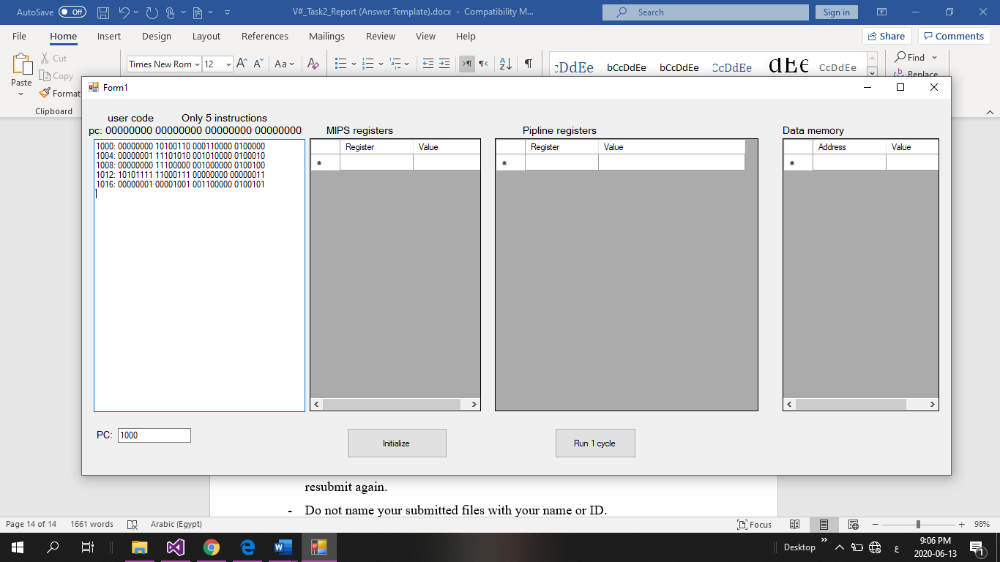 AutoSave Off V#_Task2_Report (Answer Template).docx - Compatibility M... Search Sign in
File Home Insert Design Layout References Mailings Review View Help Share Comments
Paste Cut Copy Format
Times New Rom 12 A A Aa A
¶ A Z ¶
:CDdEe bCcDdEe bCcDdEe CcDdEe dEe CcDdEe
Find
Replace
Clipboard
Form1
user code Only 5 instructions
pc: 00000000 00000000 00000000 00000000 MIPS registers Pipline registers Data memory
1000: 00000000 10100110 000110000 0100000
1004: 00000001 11101010 001010000 0100010
1008: 00000000 11100000 001000000 0100100
1012: 10101111 11000111 00000000 00000011
1016: 00000001 00001001 001100000 0100101
Register Value
*
Register Value
*
Address Value
*
PC: 1000
Initialize
Run 1 cycle
resubmit again.
- Do not name your submitted files with your name or ID.
Page 14 of 14 1661 words Arabic (Egypt) Focus 98%
Desktop » ع 9:06 PM
2020-06-13
1